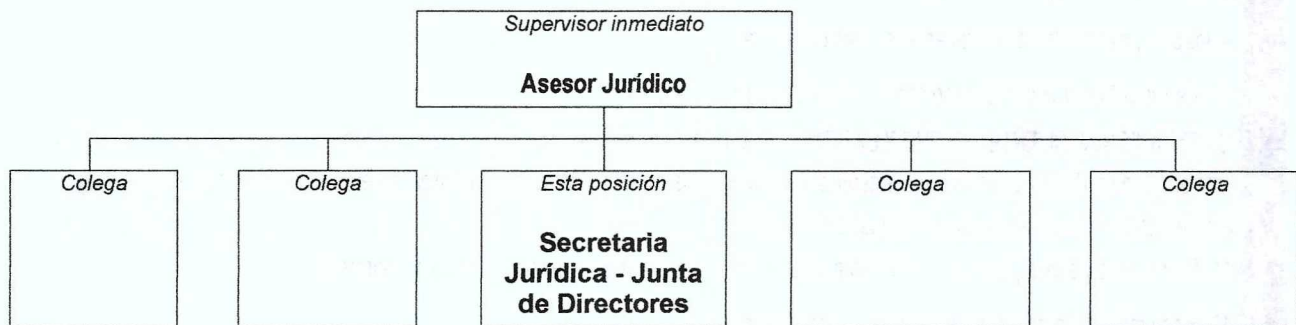 Supervisor inmediato
Asesor Jurídico
Colega
Colega
Esta posición
Colega
Colega
Secretaria
Jurídica - Junta
de Directores